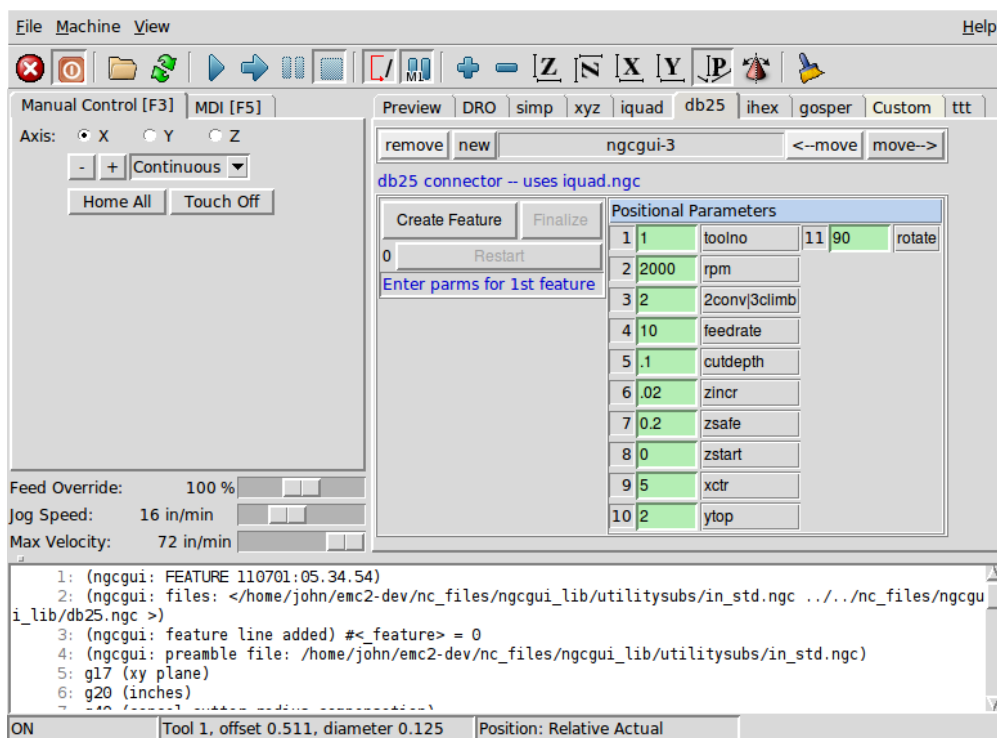 File Machine View Help
Z N X Y P
M1
Manual Control [F3] MDI [F5]
Preview DRO simp xyz iquad db25 ihex gosper Custom ttt
Axis: X Y Z
- + Continuous
Home All Touch Off
remove new ngcgui-3 <--move move-->
db25 connector -- uses iquad.ngc
Create Feature Finalize
0 Restart
Enter parms for 1st feature
Positional Parameters
1 1 toolno 11 90 rotate
2 2000 rpm
3 2 2conv|3climb
4 10 feedrate
5 .1 cutdepth
6 .02 zincr
7 0.2 zsafe
8 0 zstart
9 5 xctr
10 2 ytop
Feed Override: 100 %
Jog Speed: 16 in/min
Max Velocity: 72 in/min
1: (ngcgui: FEATURE 110701:05.34.54)
2: (ngcgui: files: </home/john/emc2-dev/nc_files/ngcgui_lib/utilitysubs/in_std.ngc ../../nc_files/ngcgu
i_lib/db25.ngc >)
3: (ngcgui: feature line added) #<_feature> = 0
4: (ngcgui: preamble file: /home/john/emc2-dev/nc_files/ngcgui_lib/utilitysubs/in_std.ngc)
5: g17 (xy plane)
6: g20 (inches)
ON Tool 1, offset 0.511, diameter 0.125 Position: Relative Actual